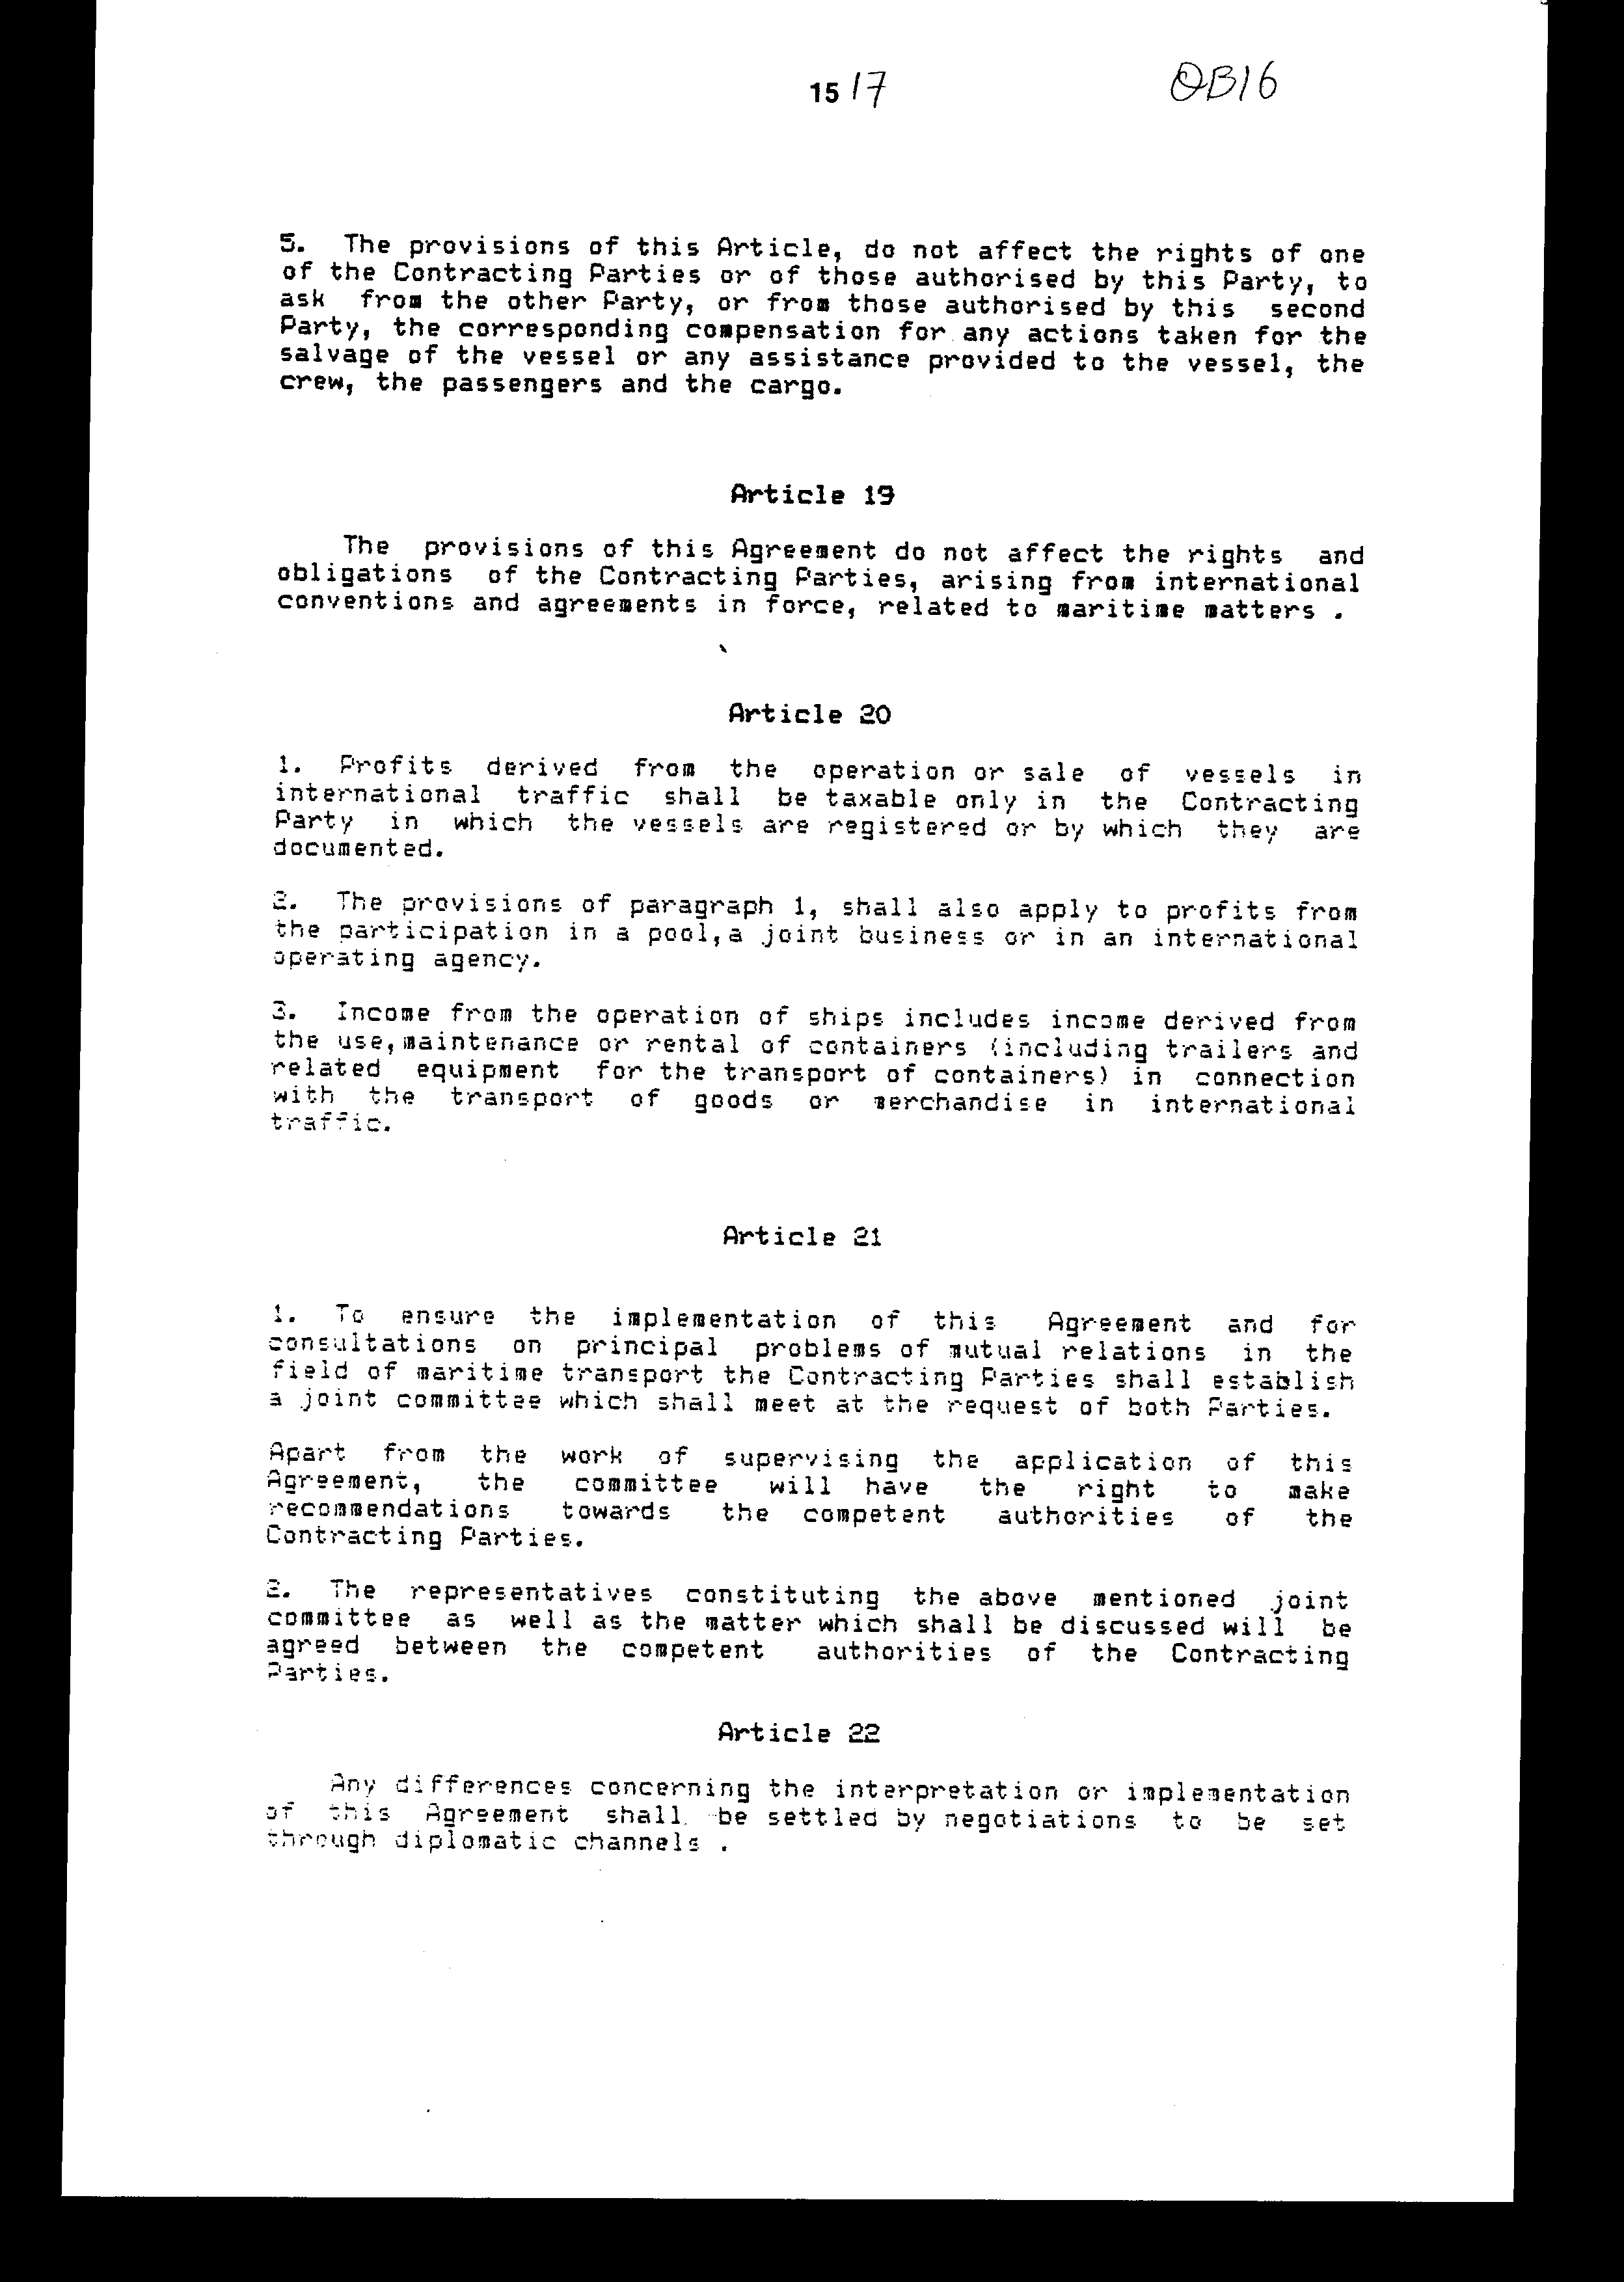 15/7
OB16
5. The provisions of this Article, do not affect the rights of one
of the Contracting Parties or of those authorised by this Party, to
ask from the other Party, or from those authorised by this second
Party, the corresponding compensation for any actions taken for the
salvage of the vessel or any assistance provided to the vessel, the
crew, the passengers and the cargo.
Article 19
The provisions of this Agreement do not affect the rights and
obligations of the Contracting Parties, arising from international
conventions and agreements in force, related to maritime matters .
Article 20
1. Profits derived from the operation or sale of vessels in
international traffic shall be taxable only in the Contracting
Party in which the vessels are registered or by which they are
documented.
2. The provisions of paragraph 1, shall also apply to profits from
the participation in a pool,a joint business or in an international
operating agency.
3. Income from the operation of ships includes income derived from
the use,maintenance or rental of containers (including trailers and
related equipment for the transport of containers) in connection
with the transport of goods or merchandise in international
traffic.
Article 21
1. To ensure the implementation of this Agreement and for
consultations on principal problems of mutual relations in the
field of maritime transport the Contracting Parties shall establish
a joint committee which shall meet at the request of both Parties.
Apart from the work of supervising the application of this
Agreement, the committee will have the right to make
recommendations towards the competent authorities of the
Contracting Parties.
2. The representatives constituting the above mentioned joint
committee as well as the matter which shall be discussed will be
agreed between the competent authorities of the Contracting
Parties.
Article 22
Any differences concerning the interpretation or implementation
of this Agreement shall be settled by negotiations to be set
through diplomatic channels .